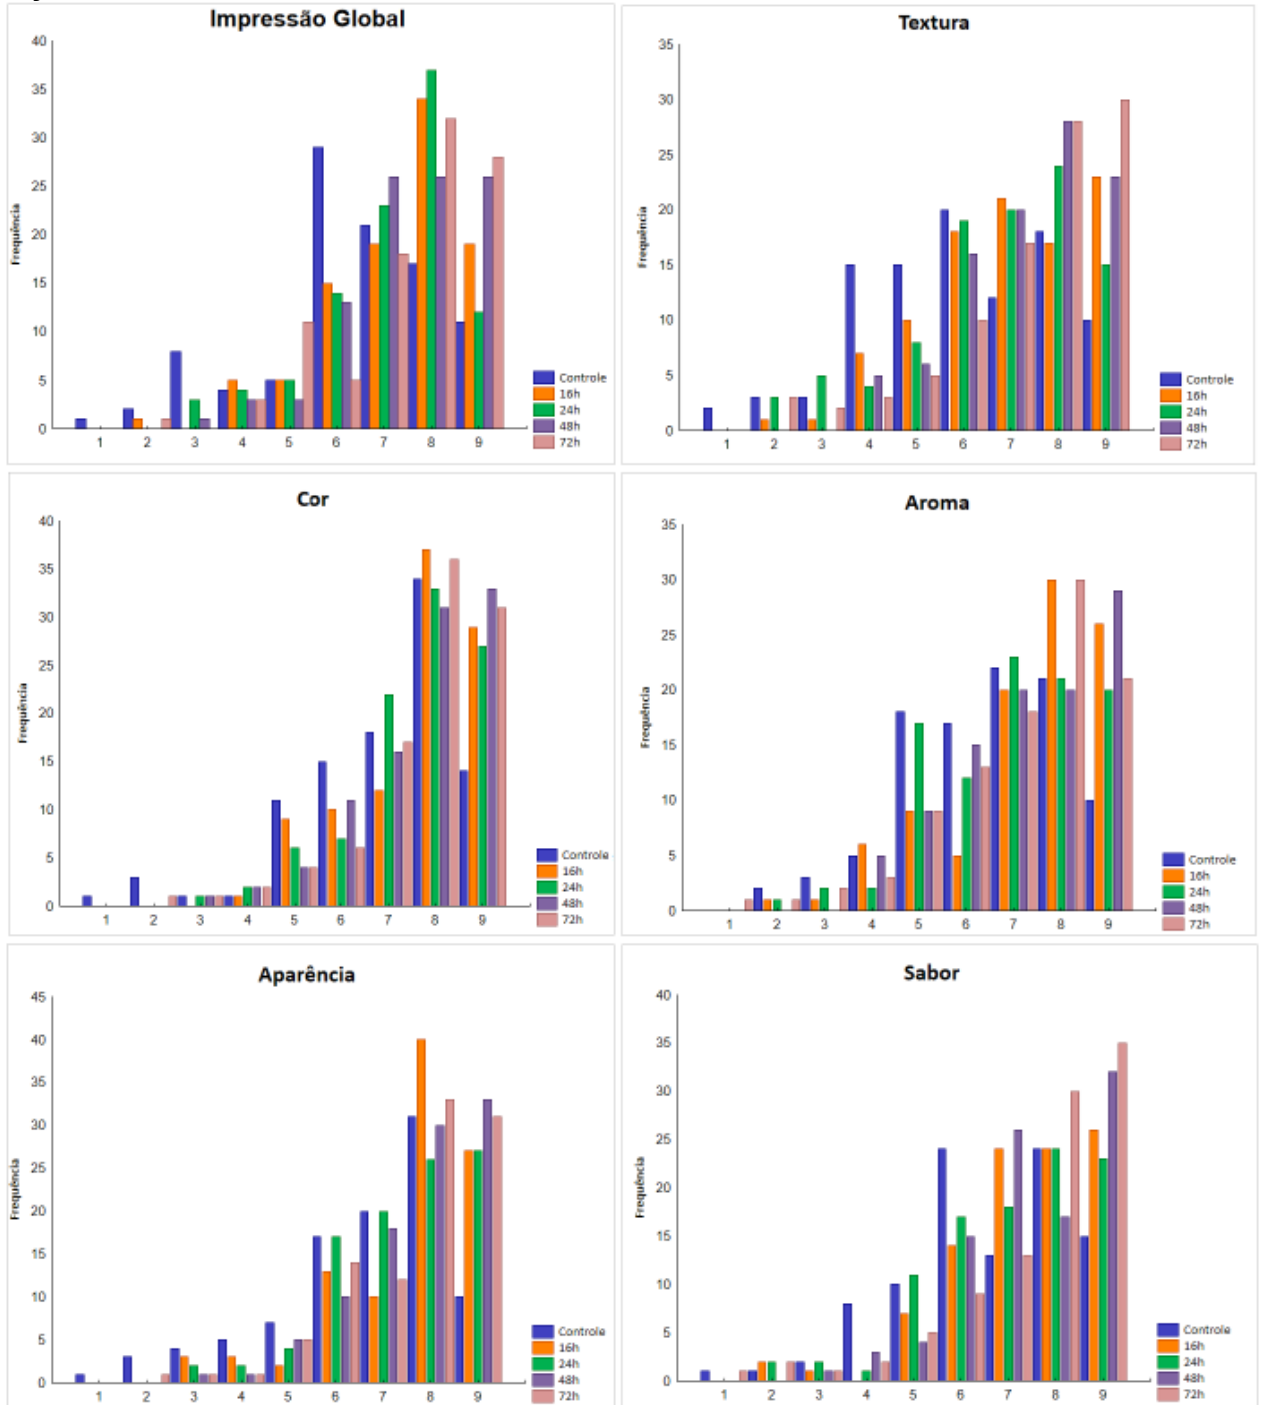 Impressão Global
40
35
30
25
20
15
10
5
0
Frequência
1 2 3 4 5 6 7 8 9
Controle
16h
24h
48h
72h
Textura
35
30
25
20
15
10
5
0
Frequência
1 2 3 4 5 6 7 8 9
Controle
16h
24h
48h
72h
Cor
40
35
30
25
20
15
10
5
0
Frequência
1 2 3 4 5 6 7 8 9
Controle
16h
24h
48h
72h
Aroma
35
30
25
20
15
10
5
0
Frequência
1 2 3 4 5 6 7 8 9
Controle
16h
24h
48h
72h
Aparência
45
40
35
30
25
20
15
10
5
0
Frequência
1 2 3 4 5 6 7 8 9
Controle
16h
24h
48h
72h
Sabor
40
35
30
25
20
15
10
5
0
Frequência
1 2 3 4 5 6 7 8 9
Controle
16h
24h
48h
72h